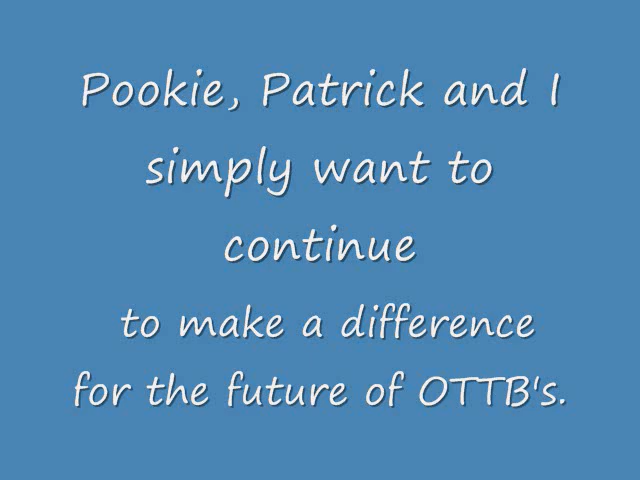 Pookie, Patrick and I
simply want to
continue
to make a difference
for the future of OTTB's.